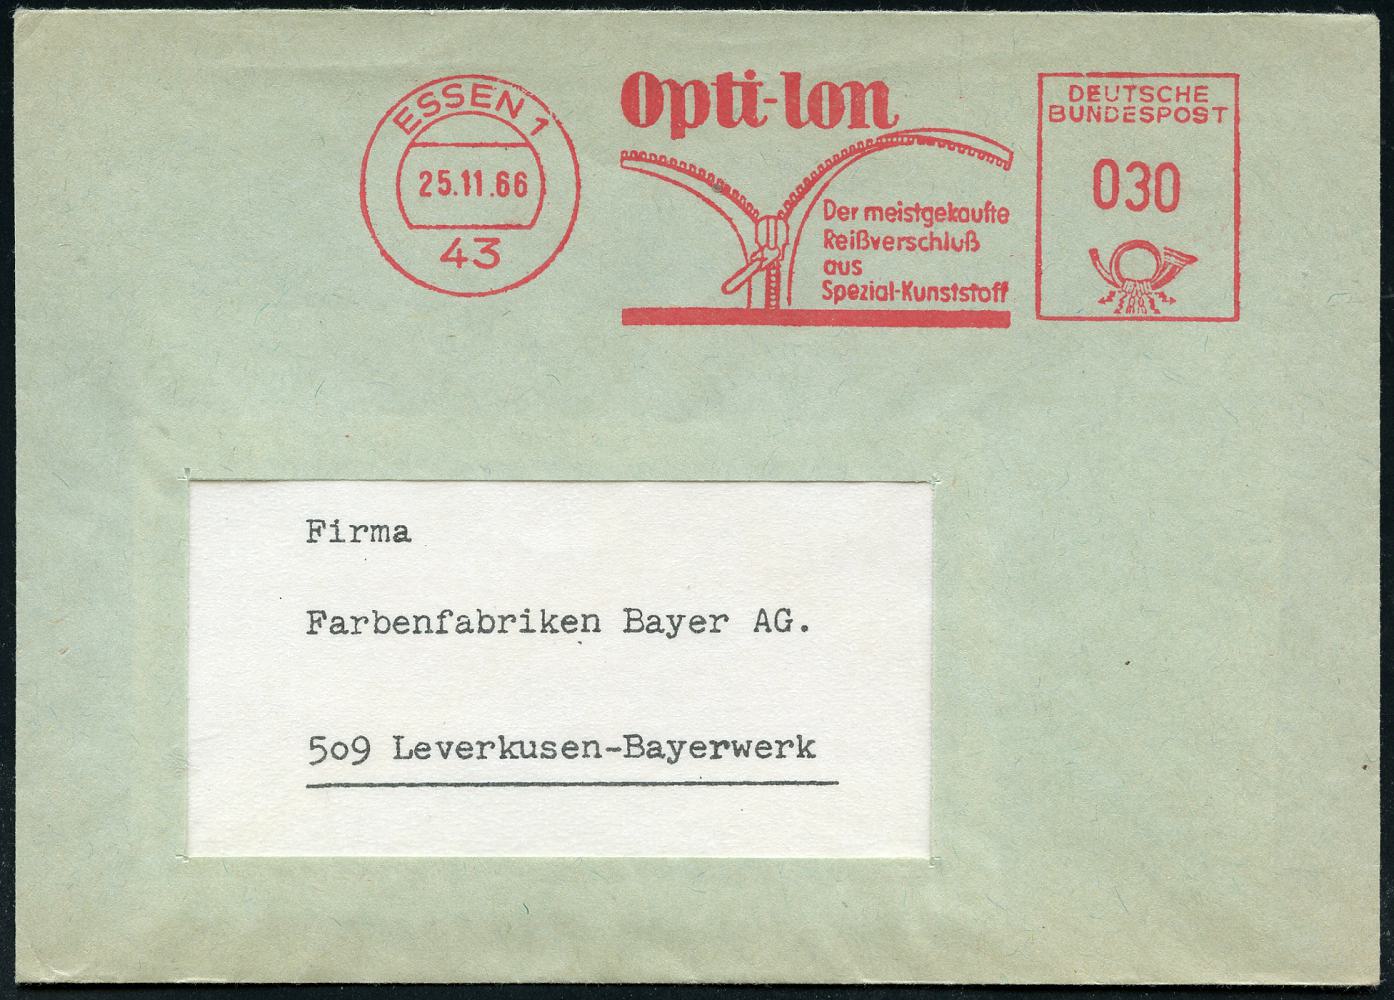 ESSEN 1
25.11.66
43
Opti-lon
Der meistgekaufte
Reißverschluß
aus
Spezial-Kunststoff
DEUTSCHE
BUNDESPOST
030
Firma
Farbenfabriken Bayer AG.
509 Leverkusen-Bayerwerk